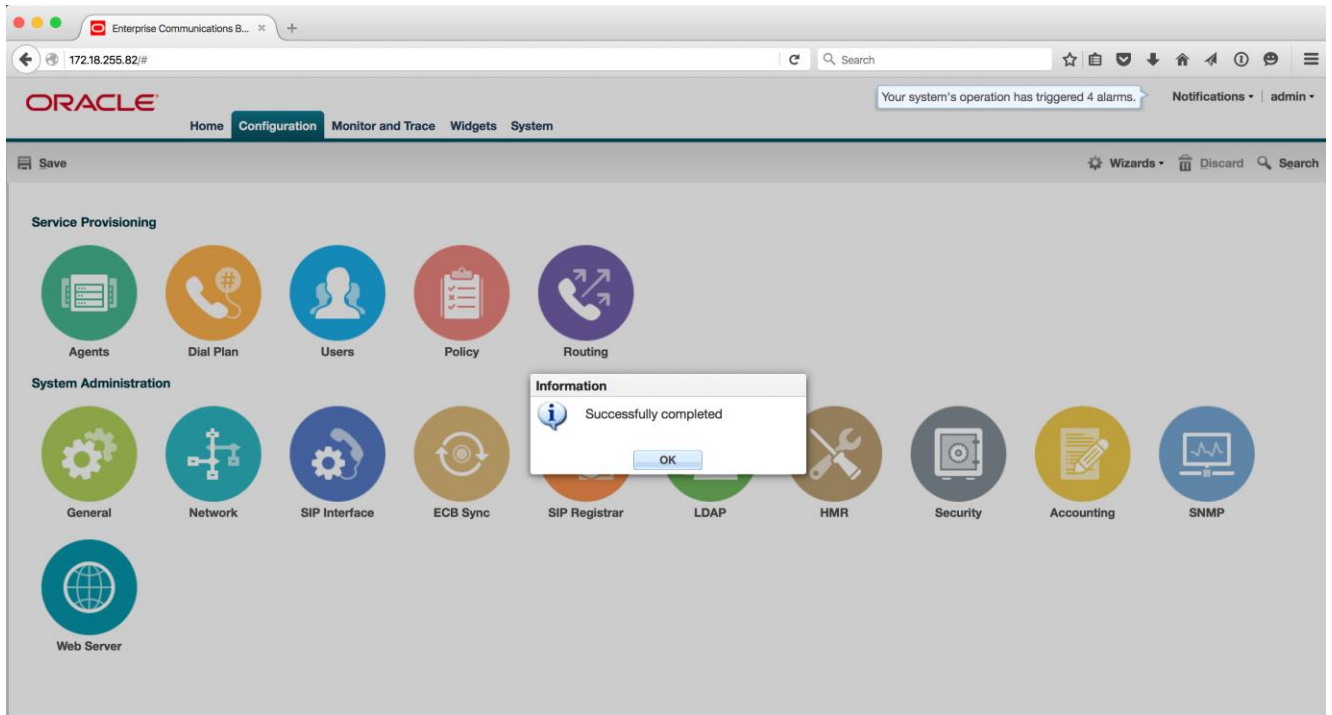 Enterprise Communications B...
172.18.255.82/#
Search
ORACLE
Your system's operation has triggered 4 alarms.
Notifications
admin
Home Configuration Monitor and Trace Widgets System
Save
Wizards Discard Search
Service Provisioning
#
Agents Dial Plan Users Policy Routing
System Administration
Information
Successfully completed
OK
General Network SIP Interface ECB Sync SIP Registrar LDAP HMR Security Accounting SNMP
Web Server